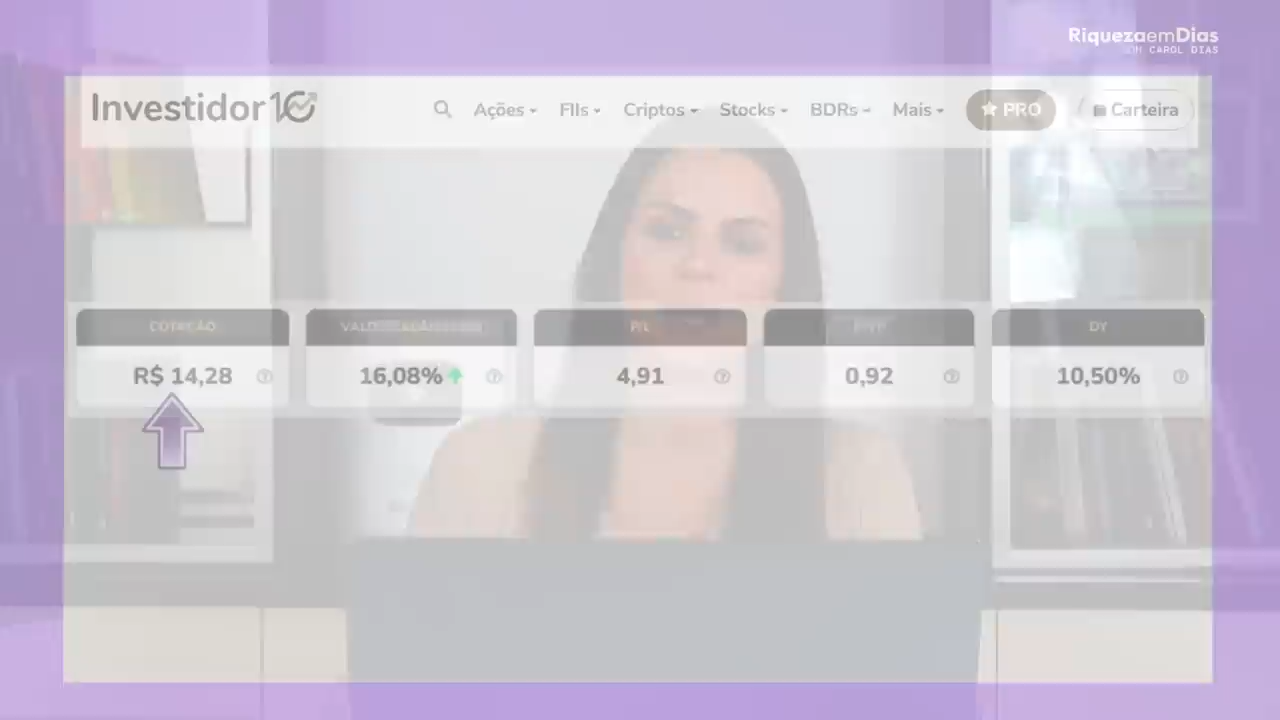 RiquezaemDias
COM CAROL DIAS
Investidor10
Ações
FIIs
Criptos
Stocks
BDRs
Mais
PRO
Carteira
COTAÇÃO
P/L
P/VP
DY
R$ 14,28
16,08%
4,91
0,92
10,50%